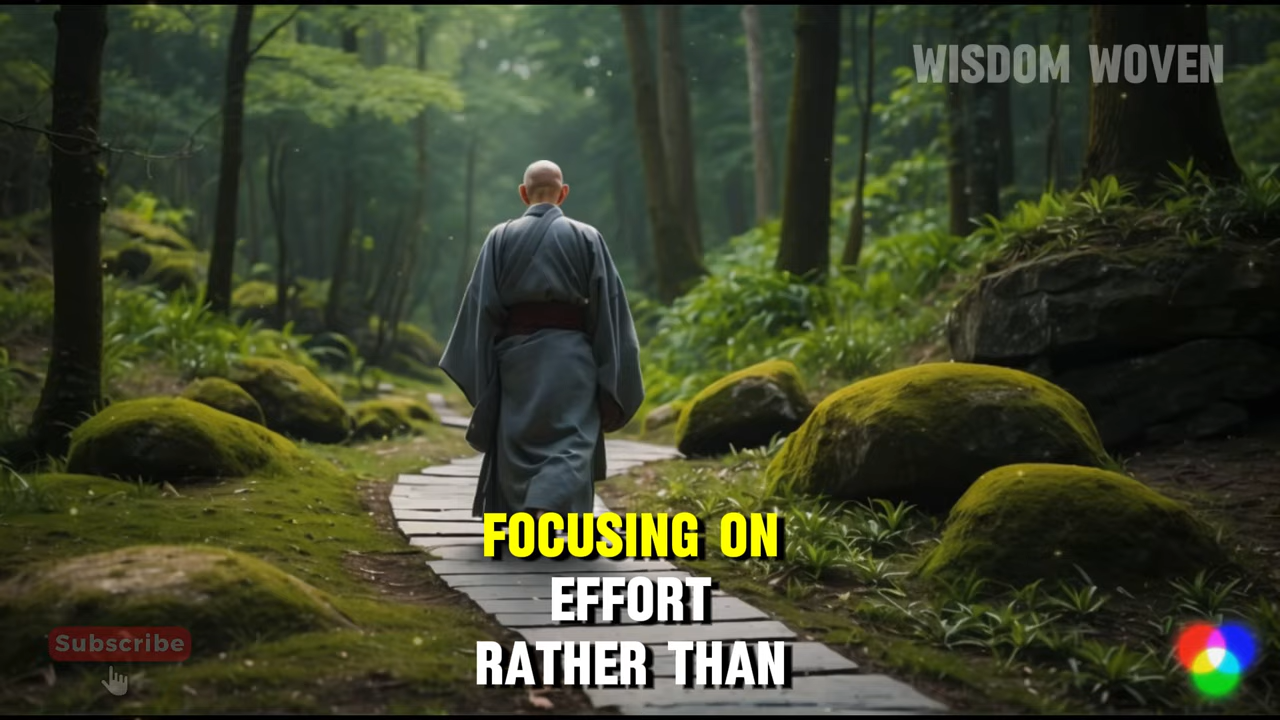 WISDOM WOVEN
FOCUSING ON
EFFORT
RATHER THAN
Subscribe